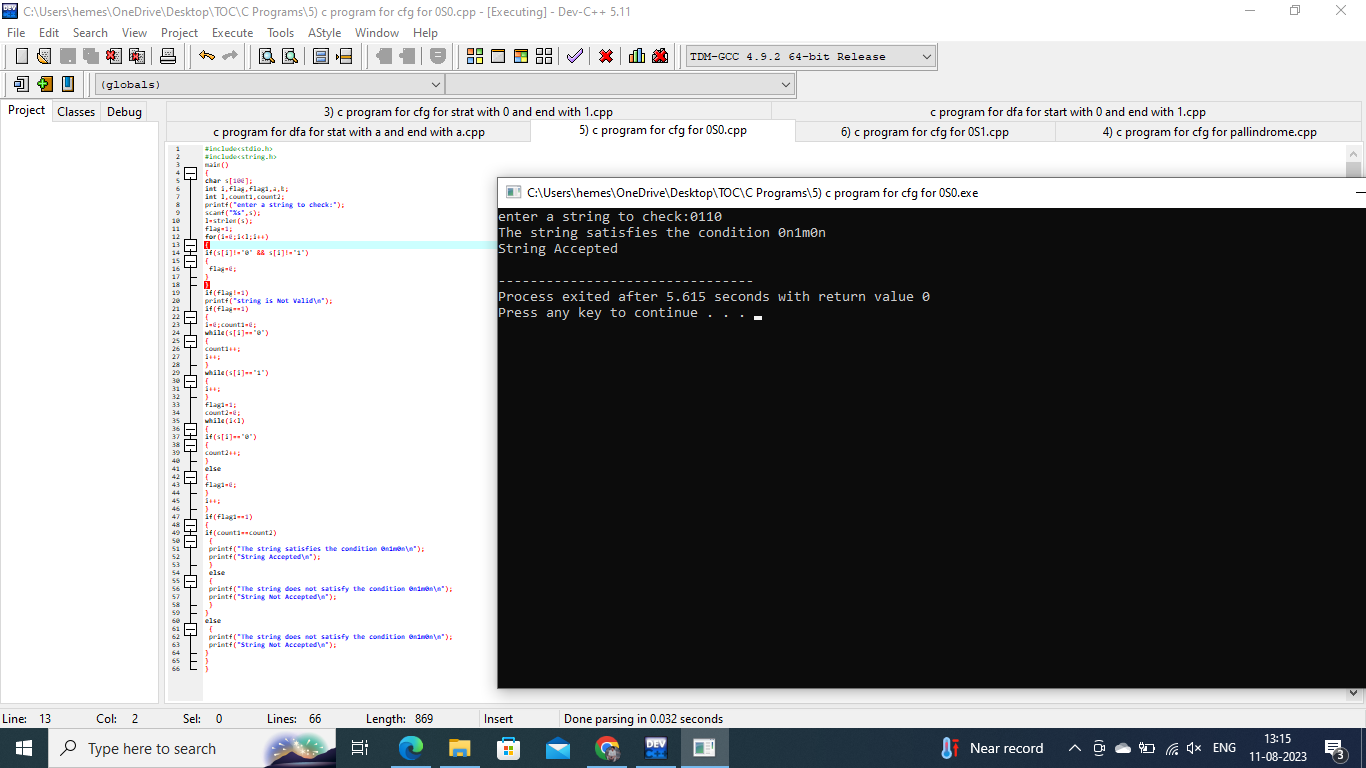 C:\Users\hemes\OneDrive\Desktop\TOC\C Programs\5) c program for cfg for 0S0.cpp - [Executing] - Dev-C++ 5.11
File Edit Search View Project Execute Tools AStyle Window Help
TDM-GCC 4.9.2 64-bit Release
(globals)
Project Classes Debug
3) c program for cfg for strat with 0 and end with 1.cpp c program for dfa for start with 0 and end with 1.cpp
c program for dfa for stat with a and end with a.cpp 5) c program for cfg for 0S0.cpp 6) c program for cfg for 0S1.cpp 4) c program for cfg for pallindrome.cpp
1 #include<stdio.h>
2 #include<string.h>
3 main()
4 {
5 char s[100];
6 int i,flag,flag1,a,b;
7 int l,count1,count2;
8 printf("enter a string to check:");
9 scanf("%s",s);
10 l=strlen(s);
11 flag=1;
12 for(i=0;i<l;i++)
13 {
14 if(s[i]!='0' && s[i]!='1')
15 {
16 flag=0;
17 }
18 }
19 if(flag!=1)
20 printf("string is Not Valid\n");
21 if(flag==1)
22 {
23 i=0;count1=0;
24 while(s[i]=='0')
25 {
26 count1++;
27 i++;
28 }
29 while(s[i]=='1')
30 {
31 i++;
32 }
33 flag1=1;
34 count2=0;
35 while(i<l)
36 {
37 if(s[i]=='0')
38 {
39 count2++;
40 }
41 else
42 {
43 flag1=0;
44 }
45 i++;
46 }
47 if(flag1==1)
48 {
49 if(count1==count2)
50 {
51 printf("The string satisfies the condition 0n1m0n\n");
52 printf("String Accepted\n");
53 }
54 else
55 {
56 printf("The string does not satisfy the condition 0n1m0n\n");
57 printf("String Not Accepted\n");
58 }
59 }
60 else
61 {
62 printf("The string does not satisfy the condition 0n1m0n\n");
63 printf("String Not Accepted\n");
64 }
65 }
66 }
C:\Users\hemes\OneDrive\Desktop\TOC\C Programs\5) c program for cfg for 0S0.exe
enter a string to check:0110
The string satisfies the condition 0n1m0n
String Accepted
--------------------------------
Process exited after 5.615 seconds with return value 0
Press any key to continue . . .
Line: 13 Col: 2 Sel: 0 Lines: 66 Length: 869 Insert Done parsing in 0.032 seconds
Type here to search
DEV
Near record
ENG
13:15
11-08-2023
3